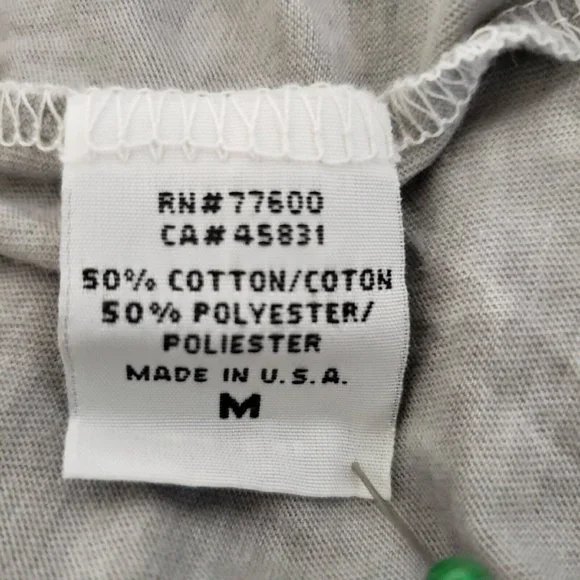 RN#77600
CA#45831
50% COTTON/COTON
50% POLYESTER/
POLIESTER
MADE IN U.S.A.
M